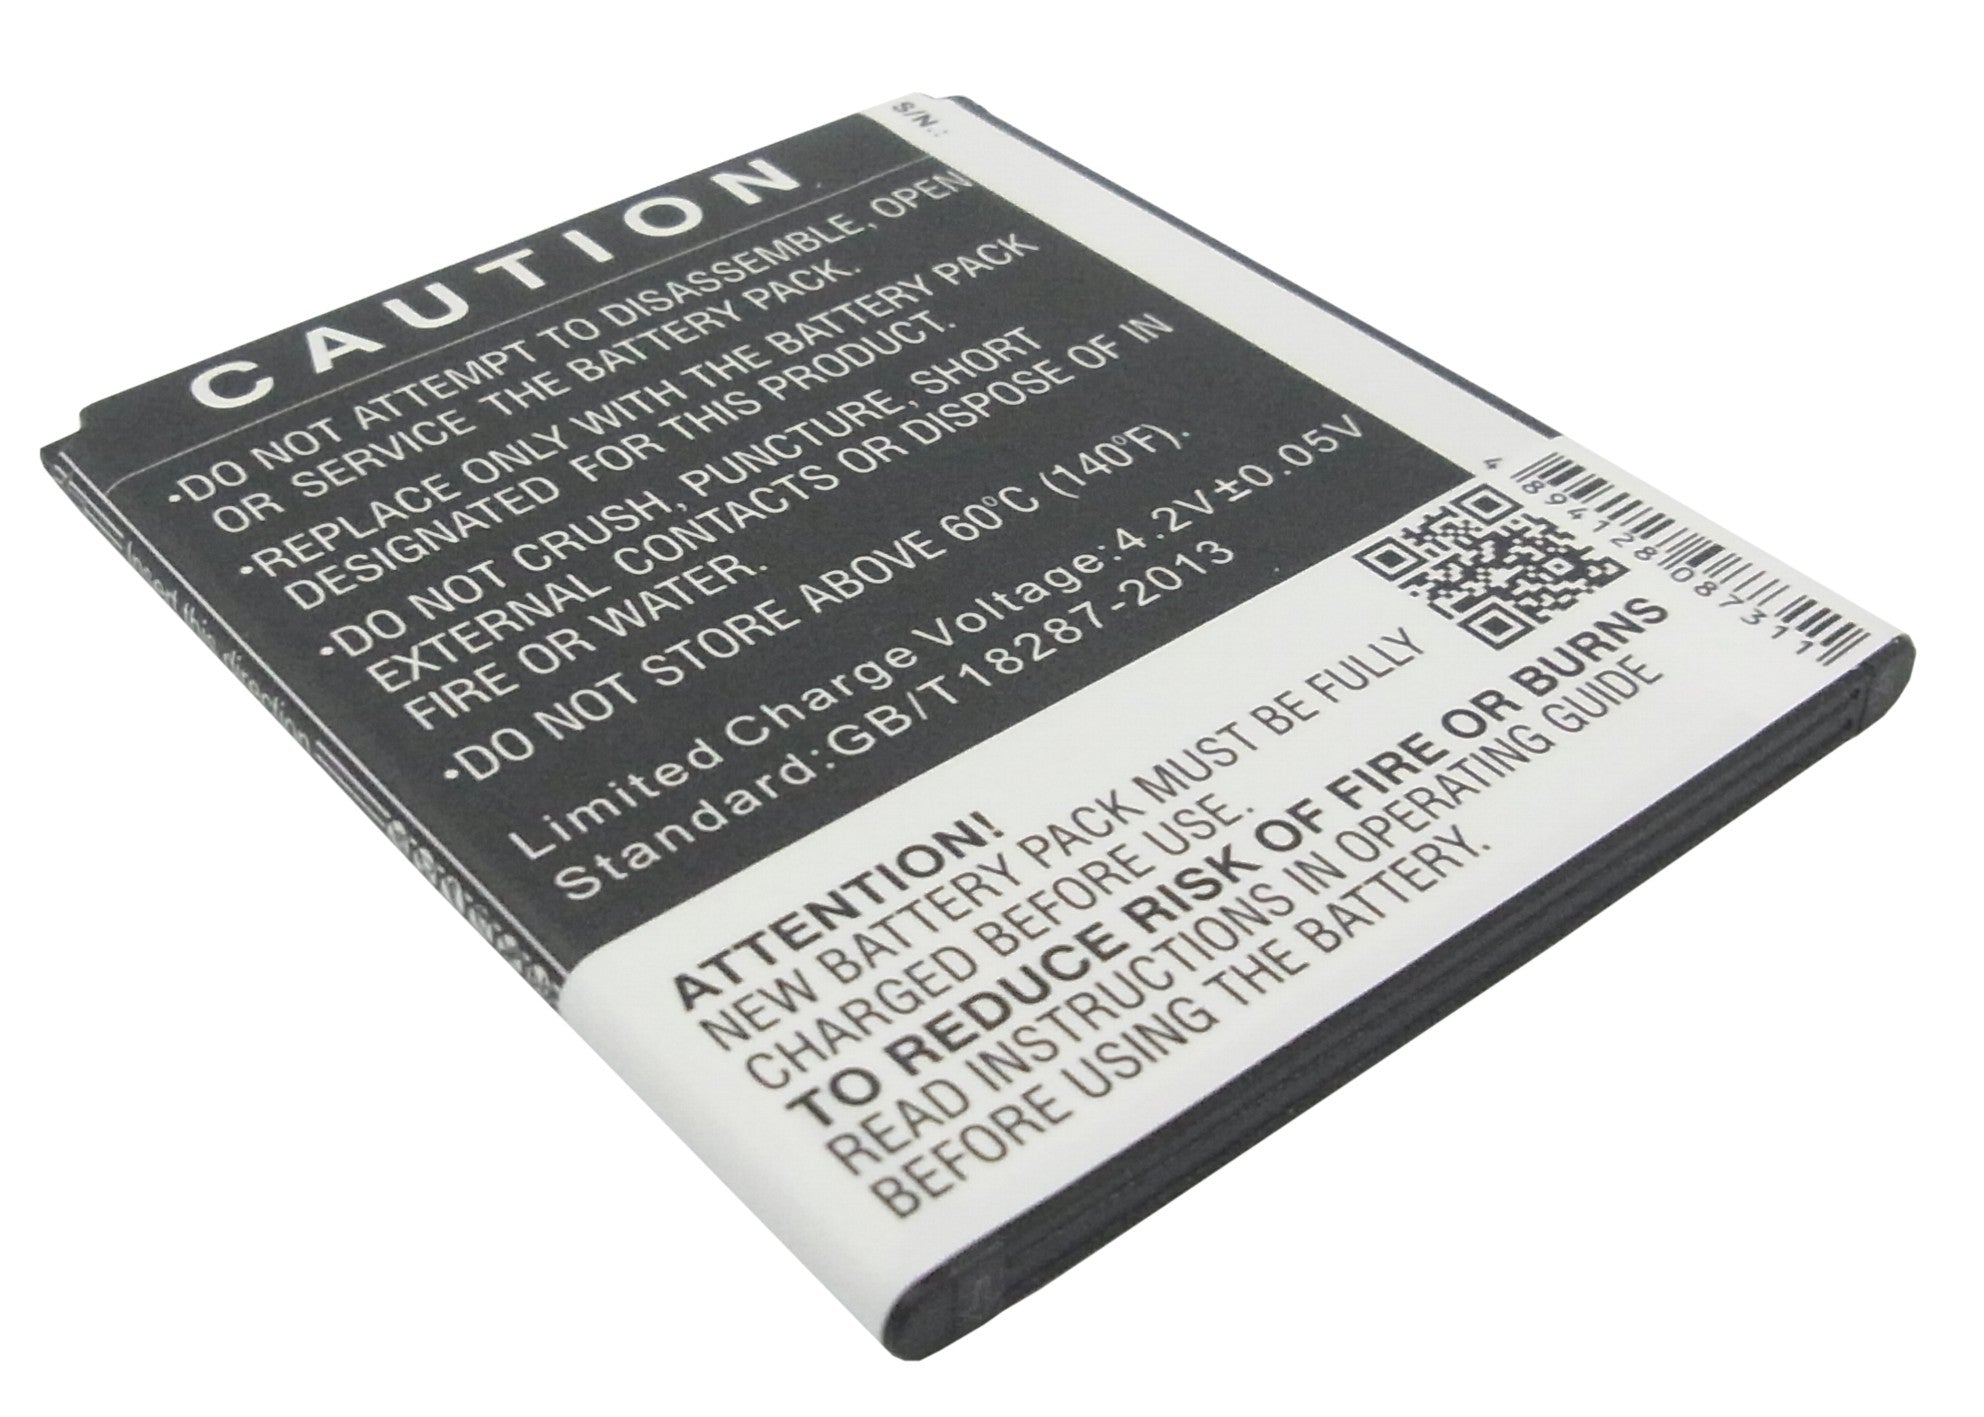 S/N.:
CAUTION
•DO NOT ATTEMPT TO DISASSEMBLE, OPEN
OR SERVICE THE BATTERY PACK.
•REPLACE ONLY WITH THE BATTERY PACK
DESIGNATED FOR THIS PRODUCT.
•DO NOT CRUSH, PUNCTURE, SHORT
EXTERNAL CONTACTS OR DISPOSE OF IN
FIRE OR WATER.
•DO NOT STORE ABOVE 60°C (140°F).
Limited Charge Voltage:4.2V±0.05V
Standard:GB/T18287-2013
4 894128 087311
ATTENTION!
NEW BATTERY PACK MUST BE FULLY
CHARGED BEFORE USE.
TO REDUCE RISK OF FIRE OR BURNS
READ INSTRUCTIONS IN OPERATING GUIDE
BEFORE USING THE BATTERY.
Insert this direction